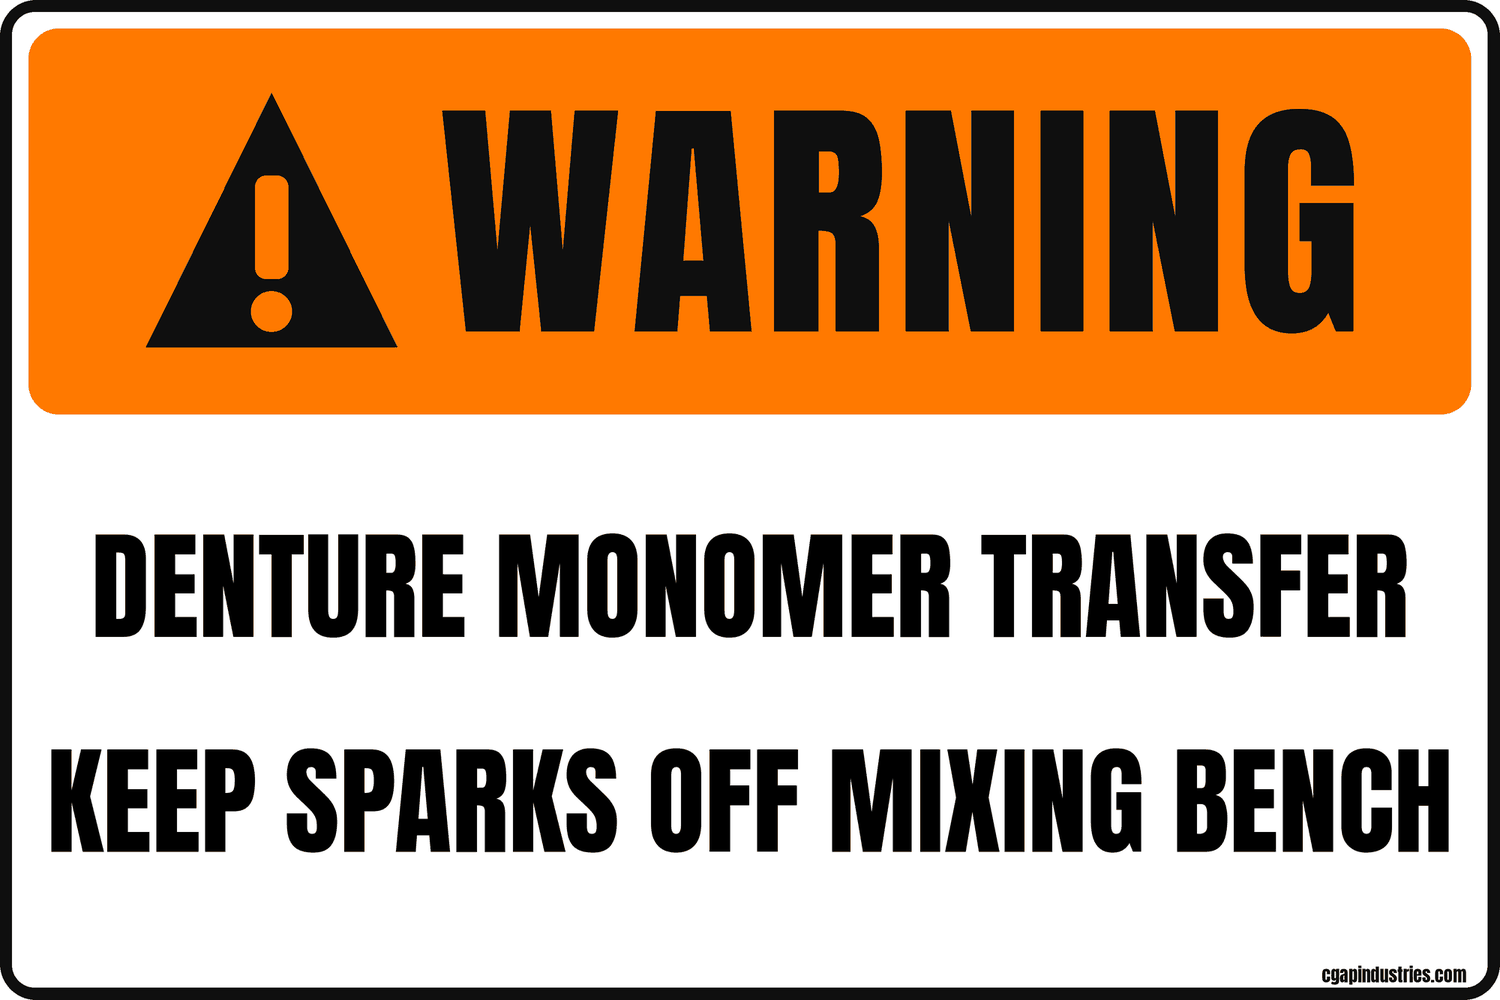 WARNING
DENTURE MONOMER TRANSFER
KEEP SPARKS OFF MIXING BENCH
cgapindustries.com